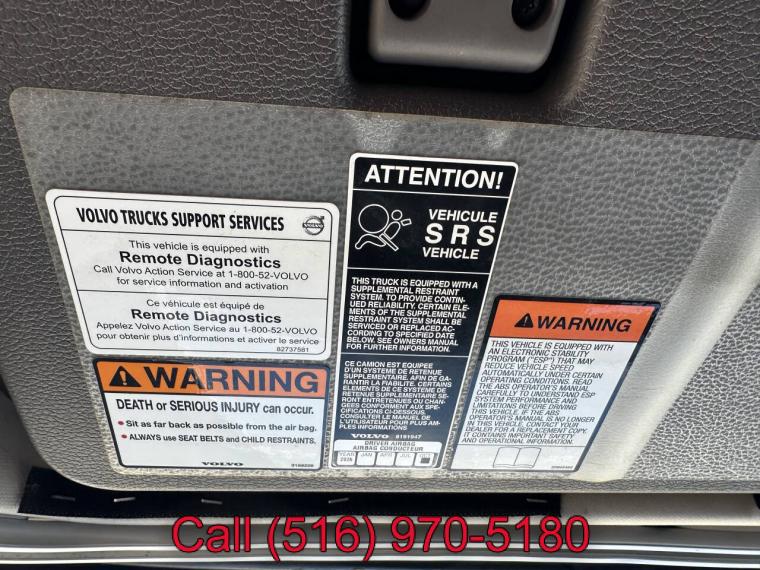 VOLVO TRUCKS SUPPORT SERVICES
VOLVO
This vehicle is equipped with
Remote Diagnostics
Call Volvo Action Service at 1-800-52-VOLVO
for service information and activation
Ce véhicule est équipé de
Remote Diagnostics
Appelez Volvo Action Service au 1-800-52-VOLVO
pour obtenir plus d'informations et activer le service
82737581
WARNING
DEATH or SERIOUS INJURY can occur.
• Sit as far back as possible from the air bag.
• ALWAYS use SEAT BELTS and CHILD RESTRAINTS.
VOLVO
ATTENTION!
VEHICULE
SRS
VEHICLE
THIS TRUCK IS EQUIPPED WITH A
SUPPLEMENTAL RESTRAINT
SYSTEM. TO PROVIDE CONTIN-
UED RELIABILITY, CERTAIN ELE-
MENTS OF THE SUPPLEMENTAL
RESTRAINT SYSTEM SHALL BE
SERVICED OR REPLACED AC-
CORDING TO SPECIFIED DATE
BELOW. SEE OWNERS MANUAL
FOR FURTHER INFORMATION.
CE CAMION EST EQUIPEE
D'UN SYSTEME DE RETENUE
SUPPLEMENTAIRE. AFIN DE GA-
RANTIR LA FIABILITE, CERTAINS
ELEMENTS DE CE SYSTEME DE
RETENUE SUPPLEMENTAIRE SE-
RONT ENTRETENUS OU CHAN-
GEES CONFORMEMENT AUX SPE-
CIFICATIONS CI-DESSOUS.
CONSULTER LE MANUEL DE
L'UTILISATEUR POUR PLUS AM-
PLES INFORMATIONS
VOLVO 8191947
DRIVER AIRBAG
AIRBAG CONDUCTEUR
YEAR JAN APR JUL
WARNING
THIS VEHICLE IS EQUIPPED WITH
AN ELECTRONIC STABILITY
PROGRAM ("ESP") THAT MAY
REDUCE VEHICLE SPEED
AUTOMATICALLY UNDER CERTAIN
OPERATING CONDITIONS. READ
THE ABS OPERATOR'S MANUAL
CAREFULLY TO UNDERSTAND ESP
SYSTEM PERFORMANCE AND
LIMITATIONS BEFORE DRIVING
THIS VEHICLE. IF THE ABS
OPERATOR'S MANUAL IS NO LONGER
IN THIS VEHICLE, CONTACT YOUR
DEALER FOR A REPLACEMENT COPY.
IT CONTAINS IMPORTANT SAFETY
AND OPERATIONAL INFORMATION.
Call (516) 970-5180